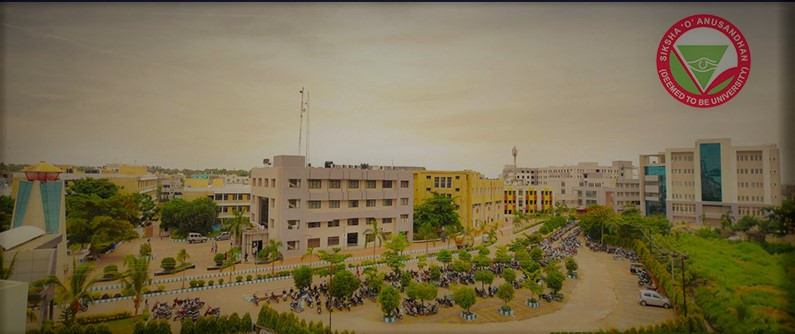 SIKSHA 'O' ANUSANDHAN
(DEEMED TO BE UNIVERSITY)